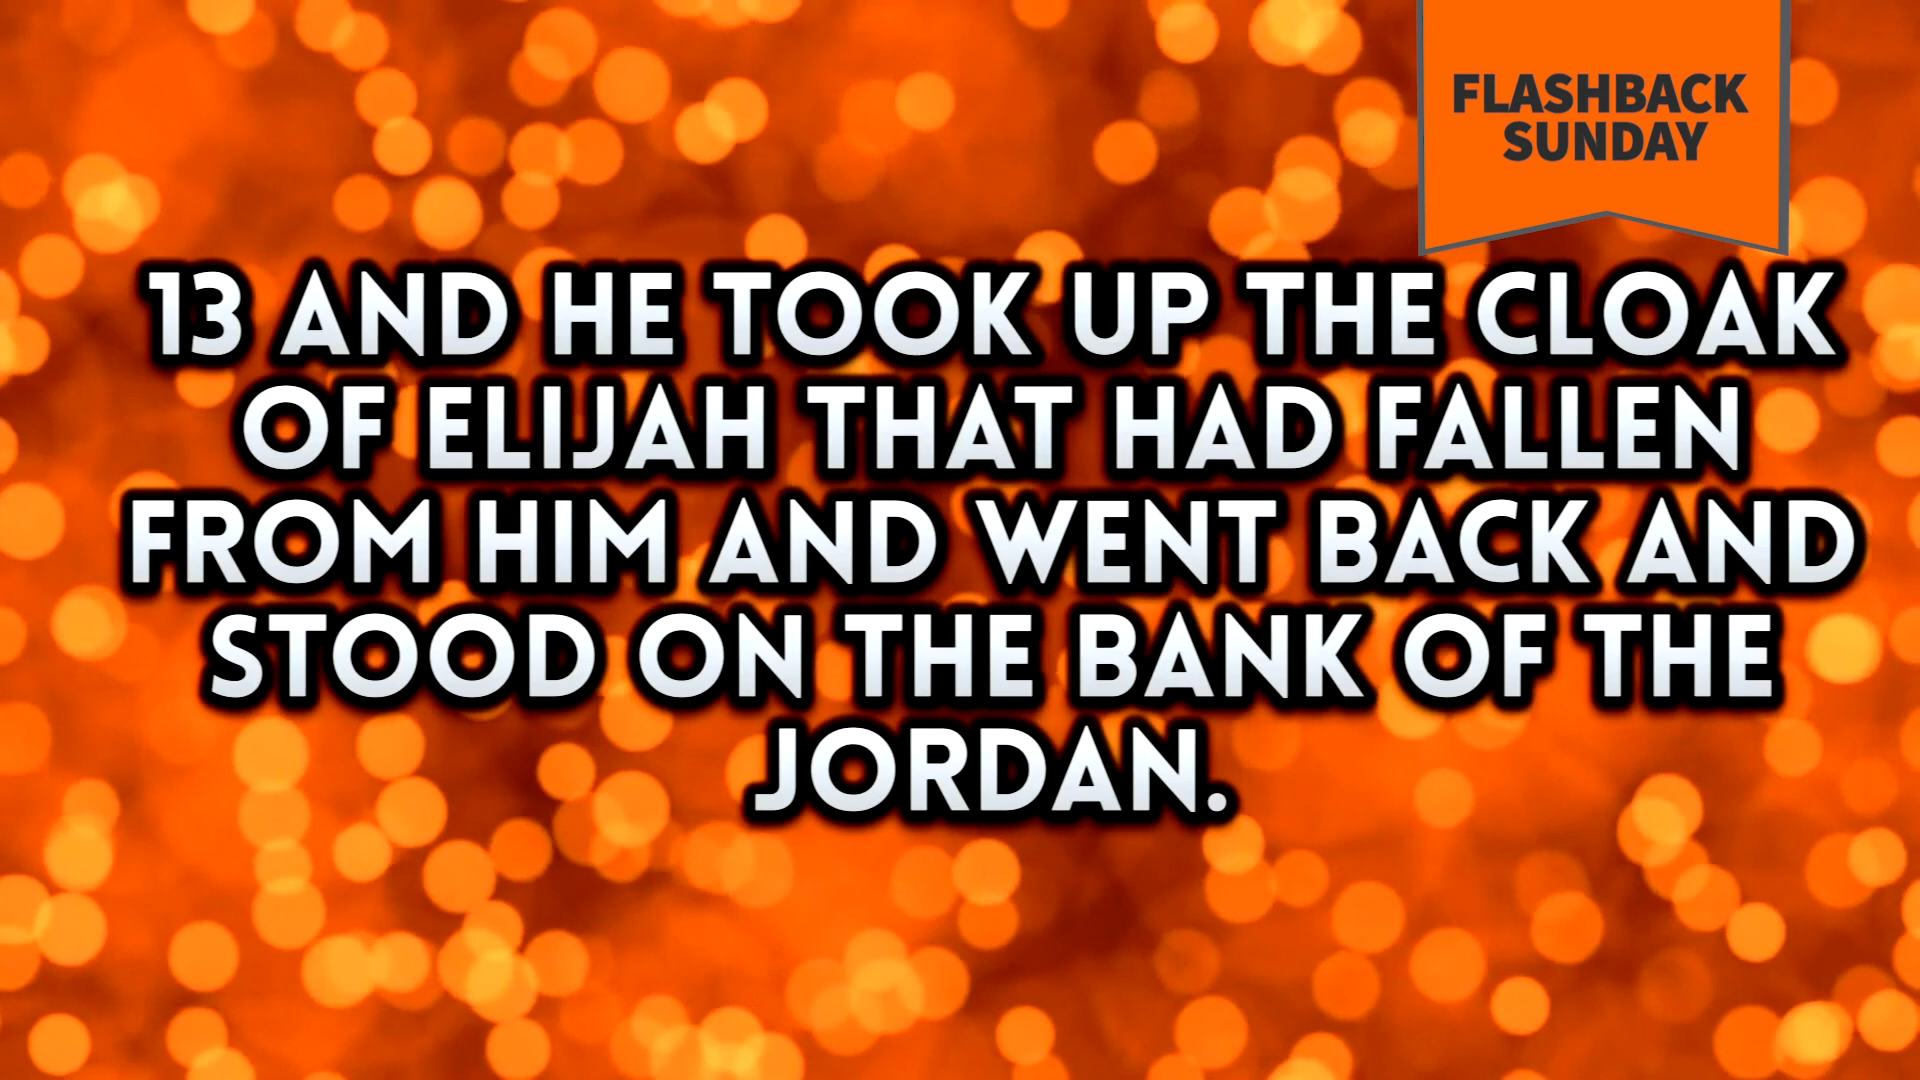 FLASHBACK
SUNDAY
13 AND HE TOOK UP THE CLOAK
OF ELIJAH THAT HAD FALLEN
FROM HIM AND WENT BACK AND
STOOD ON THE BANK OF THE
JORDAN.